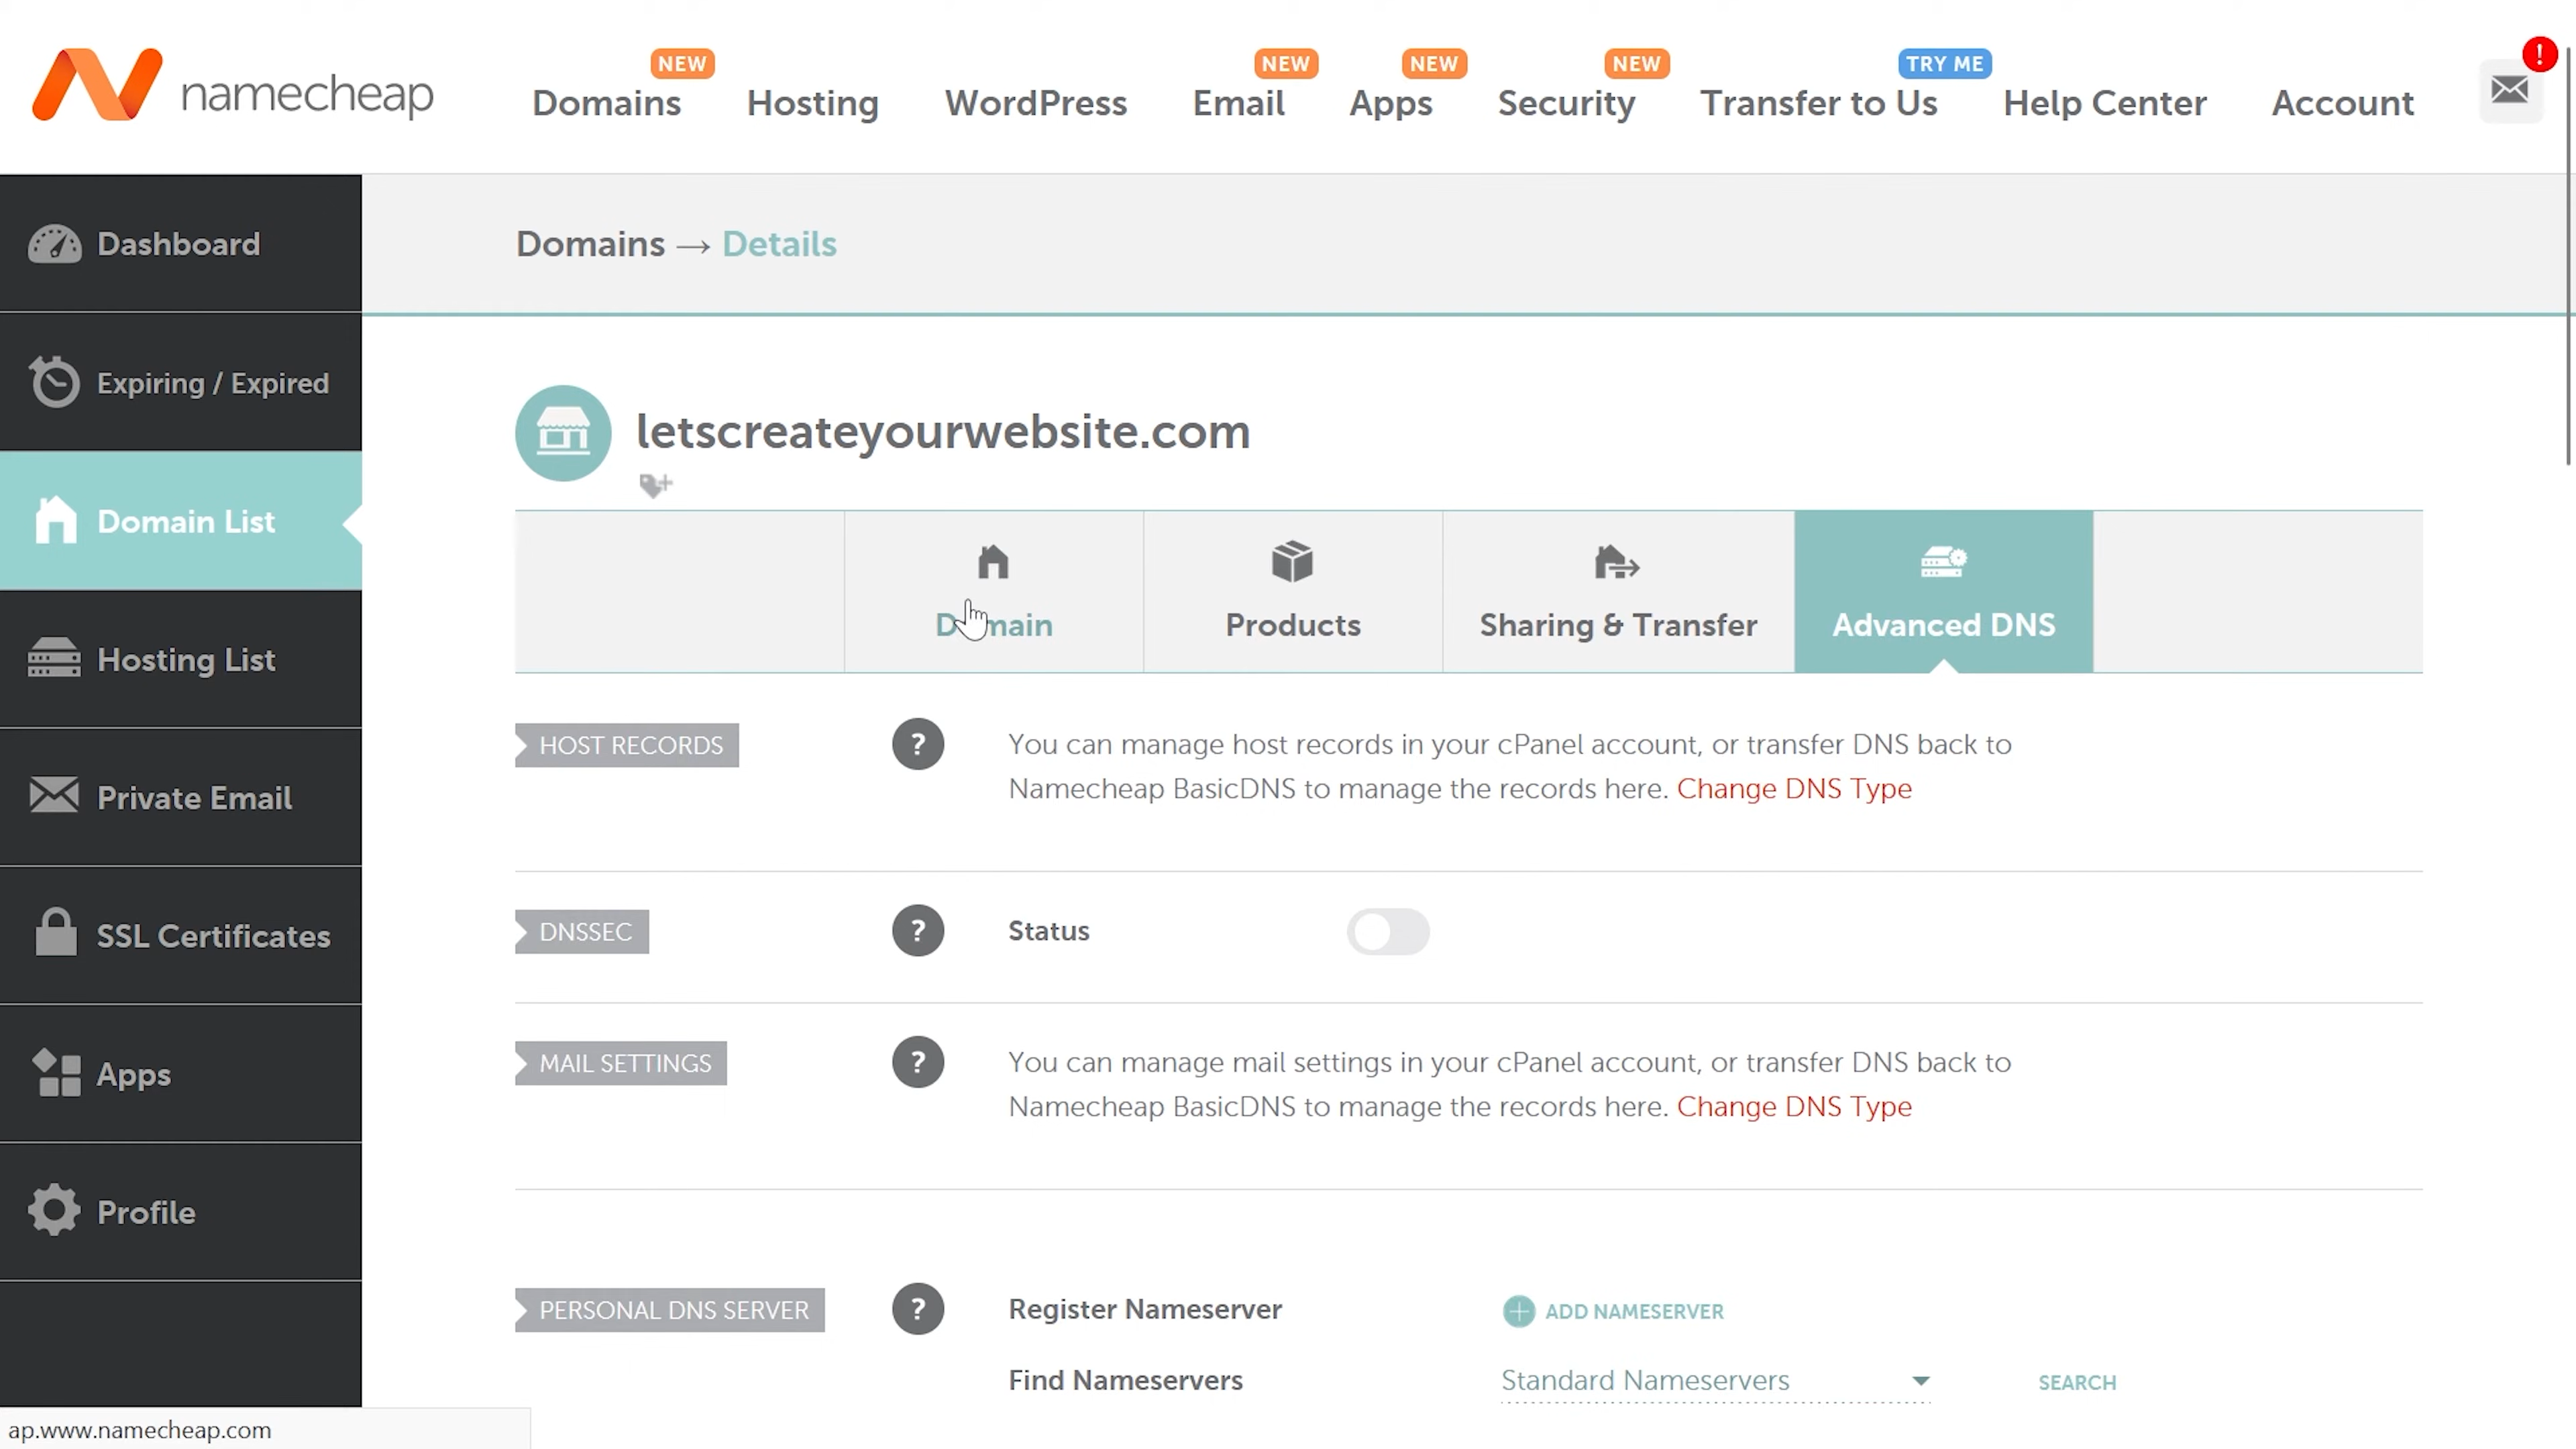 namecheap
NEW
Domains
Hosting
WordPress
NEW
Email
NEW
Apps
NEW
Security
TRY ME
Transfer to Us
Help Center
Account
!
Dashboard
Expiring / Expired
Domain List
Hosting List
Private Email
SSL Certificates
Apps
Profile
Domains → Details
letscreateyourwebsite.com
Domain
Products
Sharing & Transfer
Advanced DNS
HOST RECORDS
?
You can manage host records in your cPanel account, or transfer DNS back to
Namecheap BasicDNS to manage the records here. Change DNS Type
DNSSEC
?
Status
MAIL SETTINGS
?
You can manage mail settings in your cPanel account, or transfer DNS back to
Namecheap BasicDNS to manage the records here. Change DNS Type
PERSONAL DNS SERVER
?
Register Nameserver
ADD NAMESERVER
Find Nameservers
Standard Nameservers
SEARCH
ap.www.namecheap.com